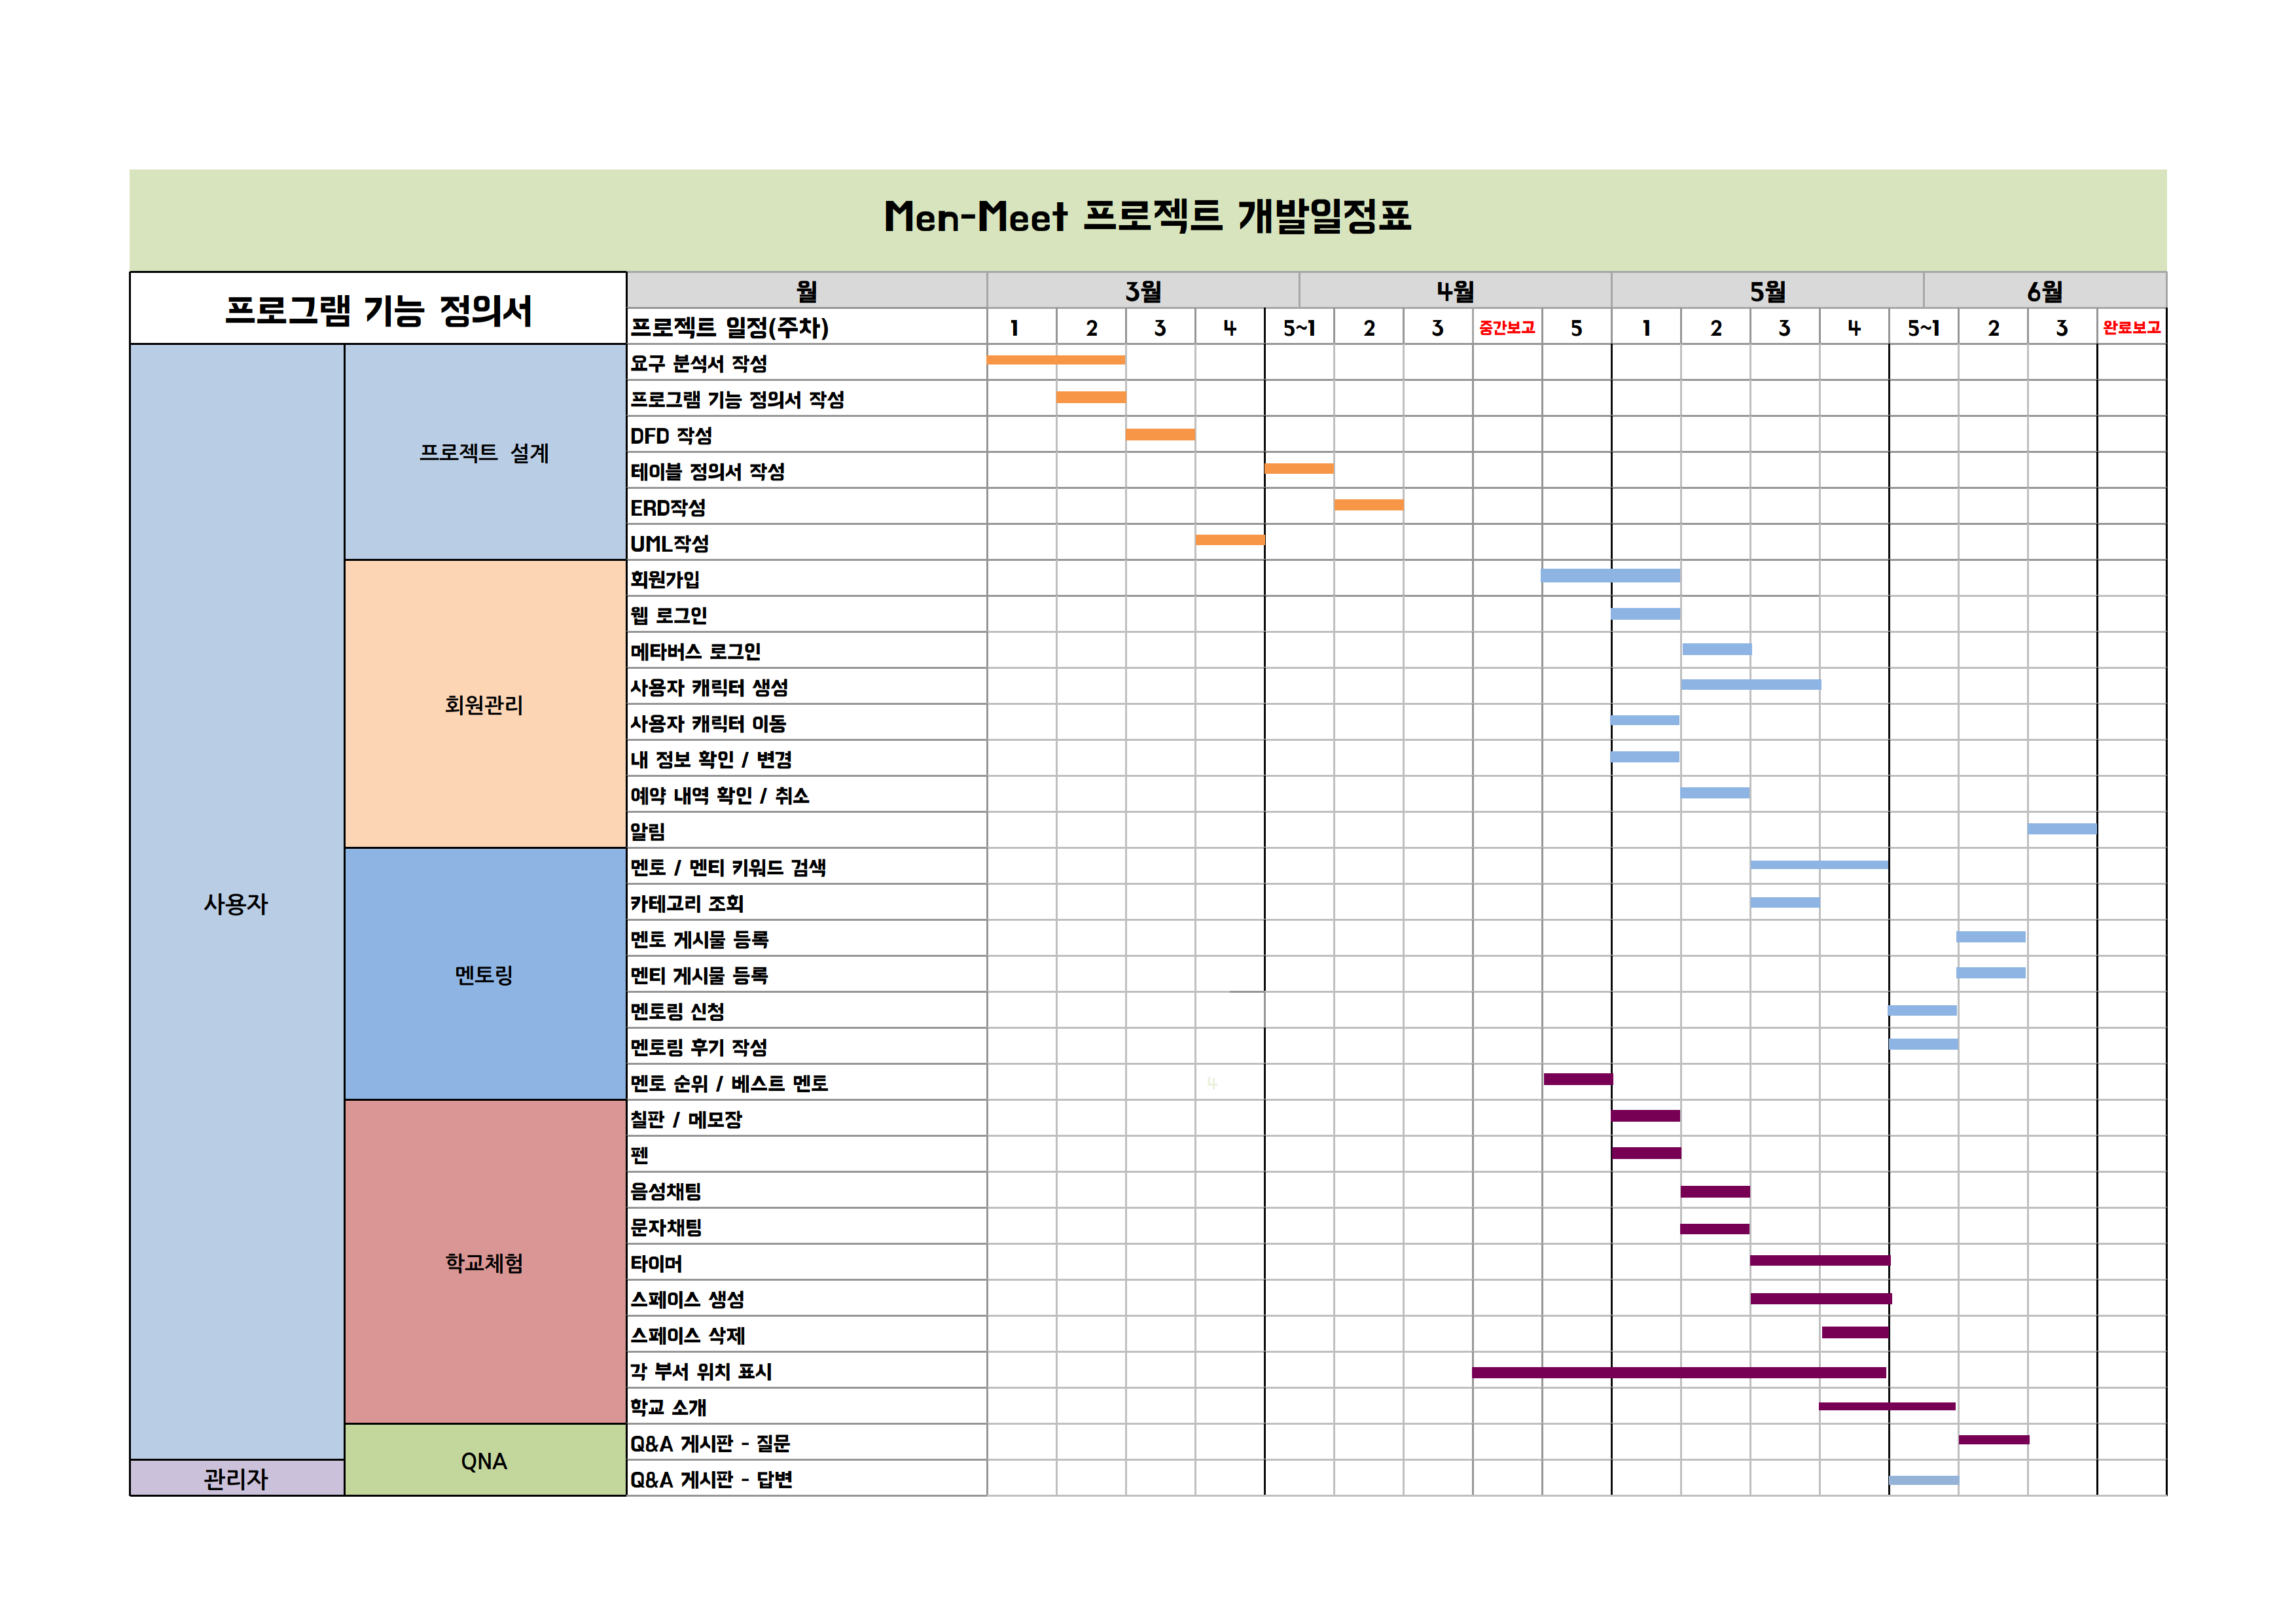 Men-Meet 프로젝트 개발일정표
프로그램 기능 정의서
월 3월 4월 5월 6월
프로젝트 일정(주차) 1 2 3 4 5~1 2 3 중간보고 5 1 2 3 4 5~1 2 3 완료보고
사용자
프로젝트 설계
요구 분석서 작성
프로그램 기능 정의서 작성
DFD 작성
테이블 정의서 작성
ERD작성
UML작성
회원관리
회원가입
웹 로그인
메타버스 로그인
사용자 캐릭터 생성
사용자 캐릭터 이동
내 정보 확인 / 변경
예약 내역 확인 / 취소
알림
멘토링
멘토 / 멘티 키워드 검색
카테고리 조회
멘토 게시물 등록
멘티 게시물 등록
멘토링 신청
멘토링 후기 작성
멘토 순위 / 베스트 멘토 4
학교체험
칠판 / 메모장
펜
음성채팅
문자채팅
타이머
스페이스 생성
스페이스 삭제
각 부서 위치 표시
학교 소개
QNA
Q&A 게시판 - 질문
관리자
Q&A 게시판 - 답변